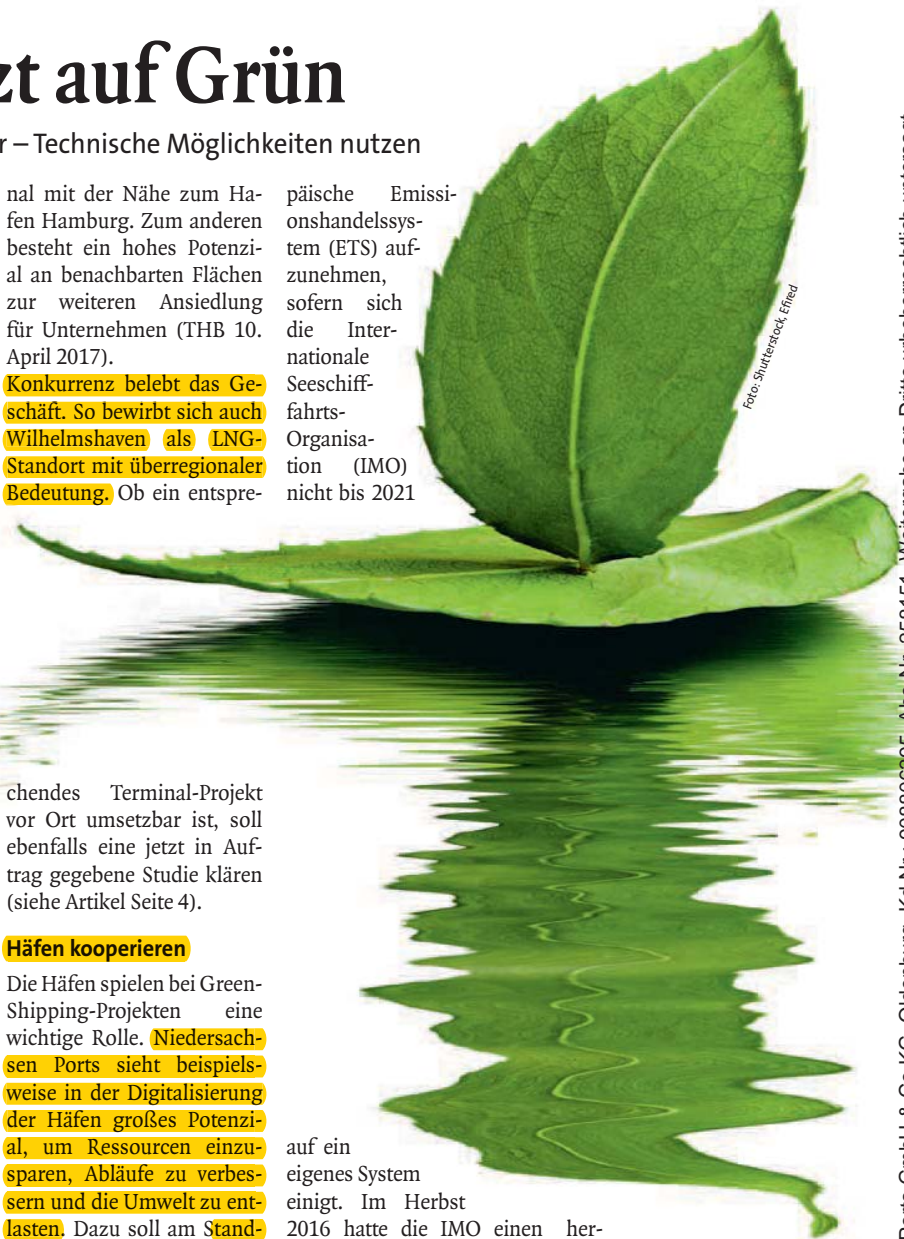 zt auf Grün
r – Technische Möglichkeiten nutzen
nal mit der Nähe zum Ha-
fen Hamburg. Zum anderen
besteht ein hohes Potenzi-
al an benachbarten Flächen
zur weiteren Ansiedlung
für Unternehmen (THB 10.
April 2017).
Konkurrenz belebt das Ge-
schäft. So bewirbt sich auch
Wilhelmshaven als LNG-
Standort mit überregionaler
Bedeutung. Ob ein entspre-
chendes Terminal-Projekt
vor Ort umsetzbar ist, soll
ebenfalls eine jetzt in Auf-
trag gegebene Studie klären
(siehe Artikel Seite 4).
Häfen kooperieren
Die Häfen spielen bei Green-
Shipping-Projekten eine
wichtige Rolle. Niedersach-
sen Ports sieht beispiels-
weise in der Digitalisierung
der Häfen großes Potenzi-
al, um Ressourcen einzu-
sparen, Abläufe zu verbes-
sern und die Umwelt zu ent-
lasten. Dazu soll am Stand-
päische Emissi-
onshandelssys-
tem (ETS) auf-
zunehmen,
sofern sich
die Inter-
nationale
Seeschiff-
fahrts-
Organisa-
tion (IMO)
nicht bis 2021
auf ein
eigenes System
einigt. Im Herbst
2016 hatte die IMO einen her-
Foto: Shutterstock, Efired